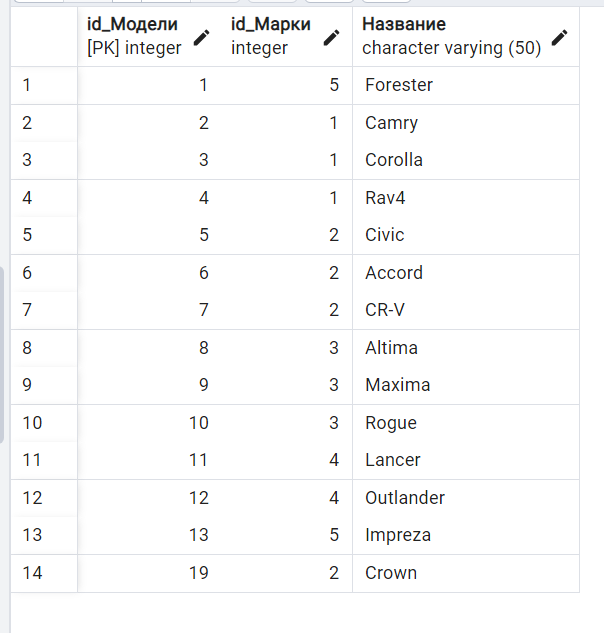 id_Модели id_Марки Название
[PK] integer integer character varying (50)
1 1 5 Forester
2 2 1 Camry
3 3 1 Corolla
4 4 1 Rav4
5 5 2 Civic
6 6 2 Accord
7 7 2 CR-V
8 8 3 Altima
9 9 3 Maxima
10 10 3 Rogue
11 11 4 Lancer
12 12 4 Outlander
13 13 5 Impreza
14 19 2 Crown